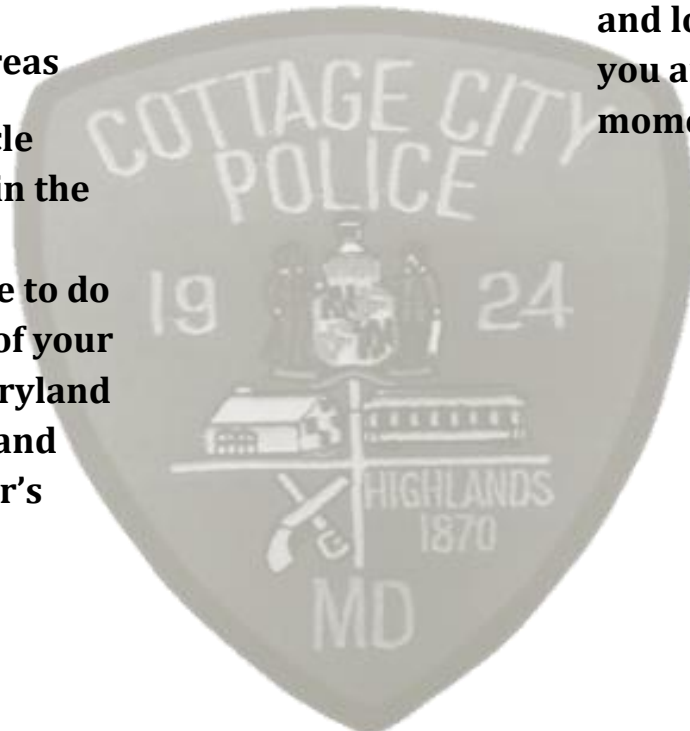 reas
cle
in the
e to do
of your
ryland
and
r's
and lo
you a
mome
COTTAGE CITY
POLICE
19 24
HIGHLANDS
1870
MD